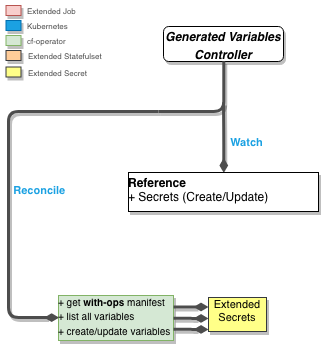 Extended Job
Kubernetes
cf-operator
Extended Statefulset
Extended Secret
Generated Variables
Controller
Watch
Reference
+ Secrets (Create/Update)
Reconcile
+ get with-ops manifest
+ list all variables
+ create/update variables
Extended
Secrets